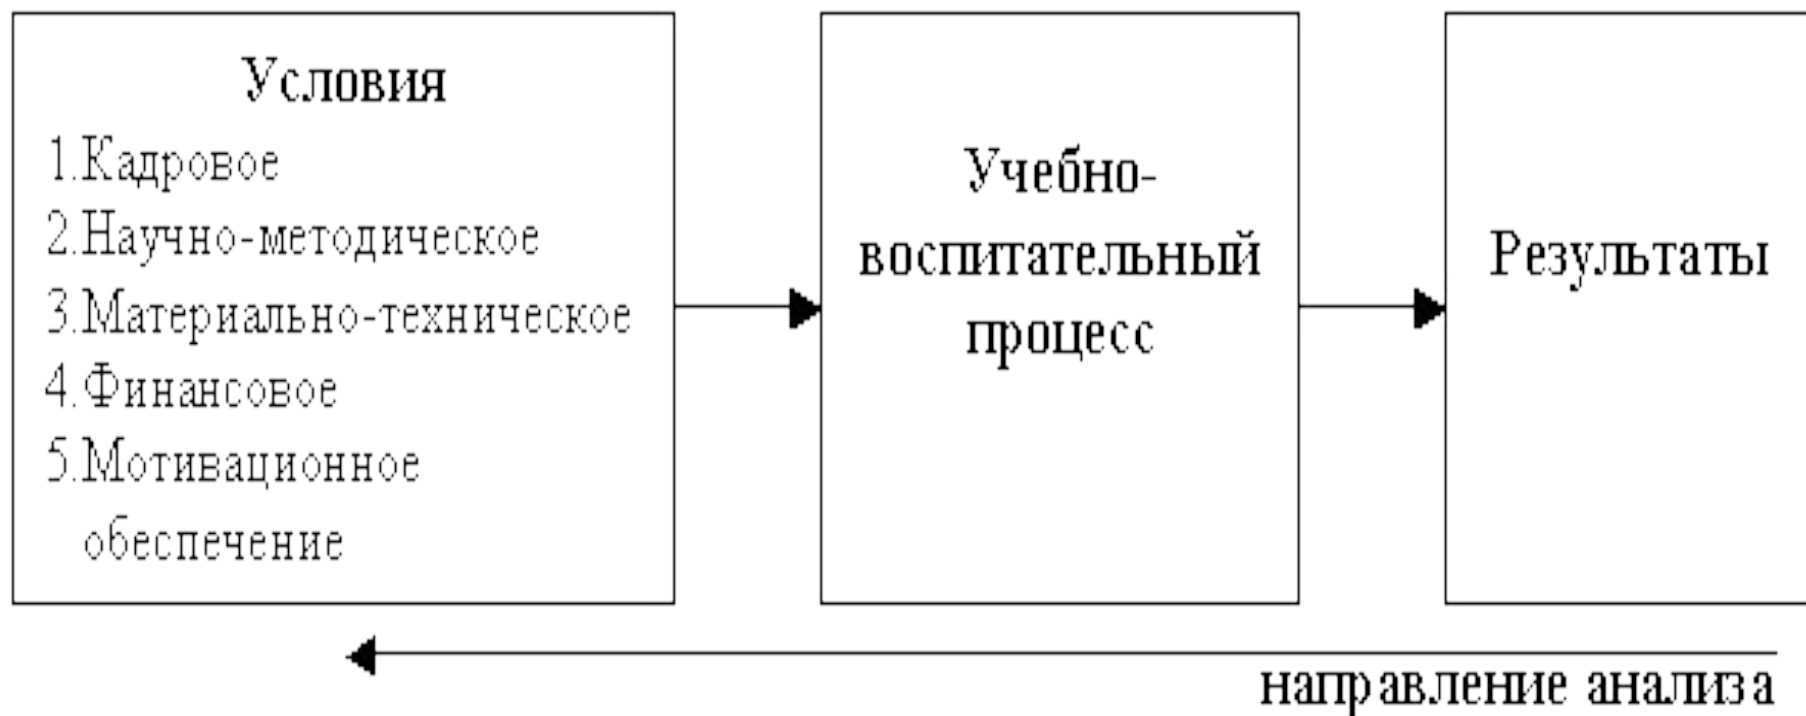 Условия
1.Кадровое
2.Научно-методическое
3.Материально-техническое
4.Финансовое
5.Мотивационное
обеспечение
Учебно-
воспитательный
процесс
Результаты
направление анализа